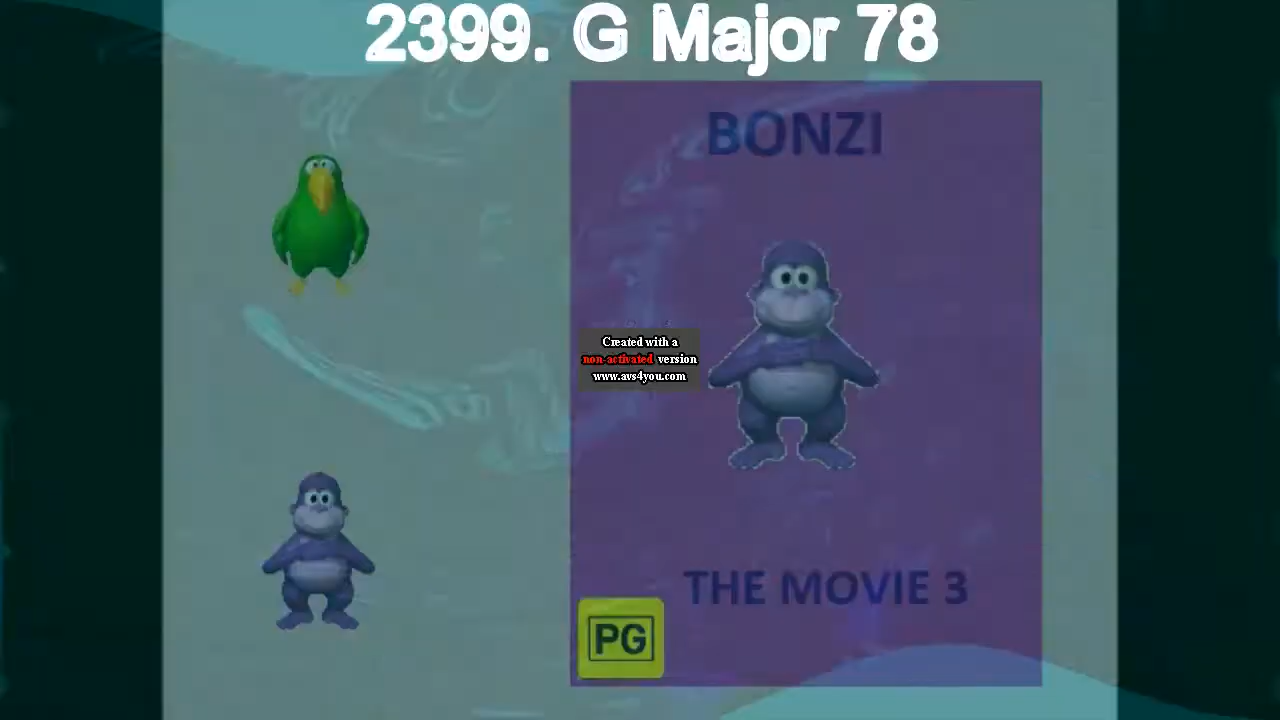 2399. G Major 78
BONZI
Created with a
non-activated version
www.avs4you.com
THE MOVIE 3
PG